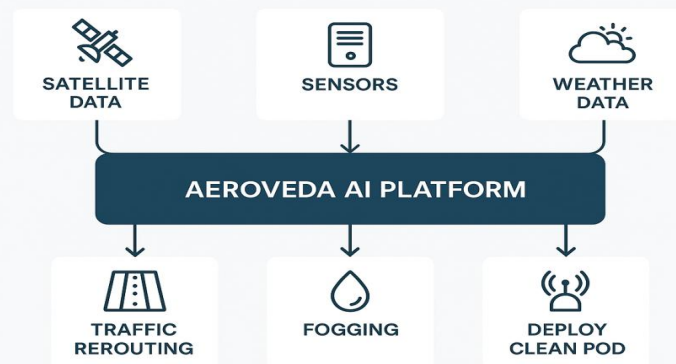 SATELLITE
DATA
SENSORS
WEATHER
DATA
AEROVEDA AI PLATFORM
TRAFFIC
REROUTING
FOGGING
DEPLOY
CLEAN POD